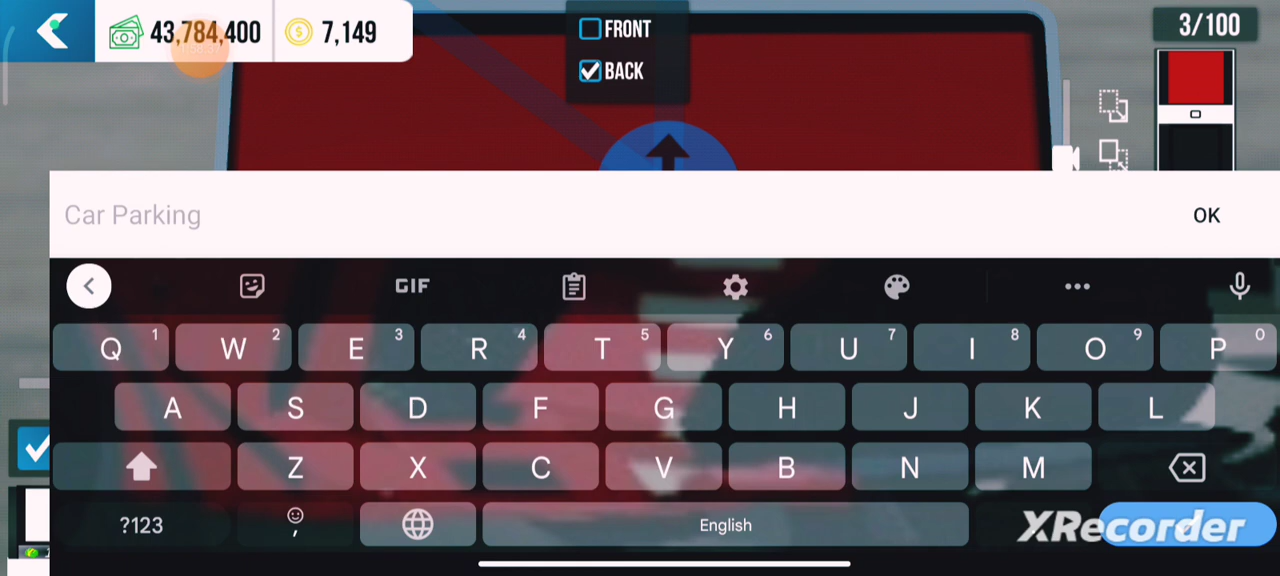 43,784,400
7,149
FRONT
BACK
3/100
Car Parking
OK
GIF
Q 1 W 2 E 3 R 4 T 5 Y 6 U 7 I 8 O 9 P 0
A S D F G H J K L
Z X C V B N M
?123
,
English
XRecorder